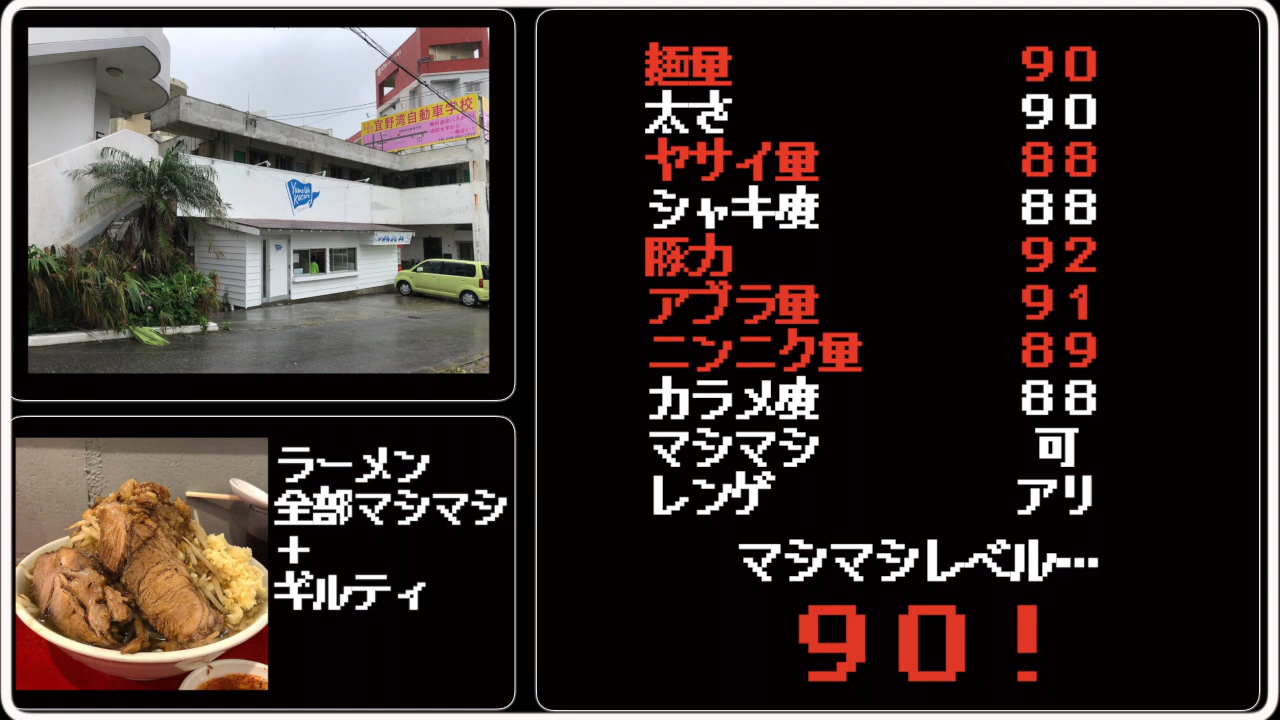 宜野湾自動車学校
ラーメン
全部マシマシ
+
ギルティ
麺量 90
太さ 90
ヤサイ量 88
シャキ度 88
豚力 92
アブラ量 91
ニンニク量 89
カラメ度 88
マシマシ 可
レンゲ アリ
マシマシレベル…
90!